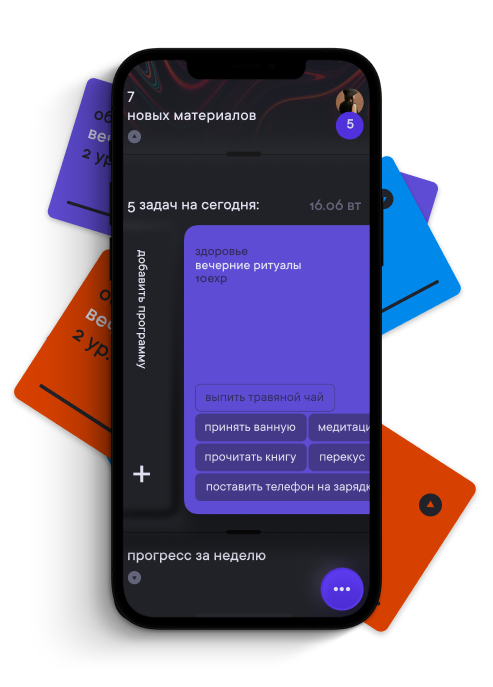 7
новых материалов
5
5 задач на сегодня:
16.06 вт
добавить программу
+
здоровье
вечерние ритуалы
10exp
выпить травяной чай
принять ванную
медитаци
прочитать книгу
перекус
поставить телефон на зарядк
прогресс за неделю
об
веч
2 ур.
2 ур.